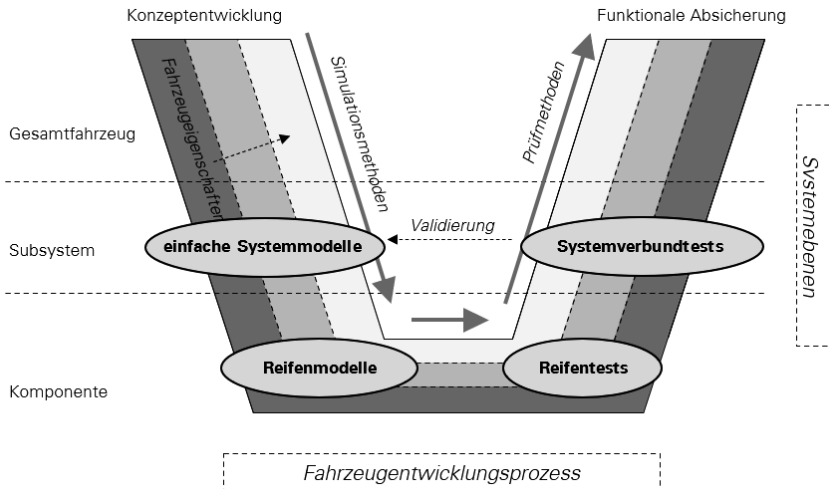 Konzeptentwicklung
Funktionale Absicherung
Fahrzeugeigenschaften
Simulationsmethoden
Prüfmethoden
Gesamtfahrzeug
Systemebenen
Validierung
Subsystem
einfache Systemmodelle
Systemverbundtests
Reifenmodelle
Reifentests
Komponente
Fahrzeugentwicklungsprozess